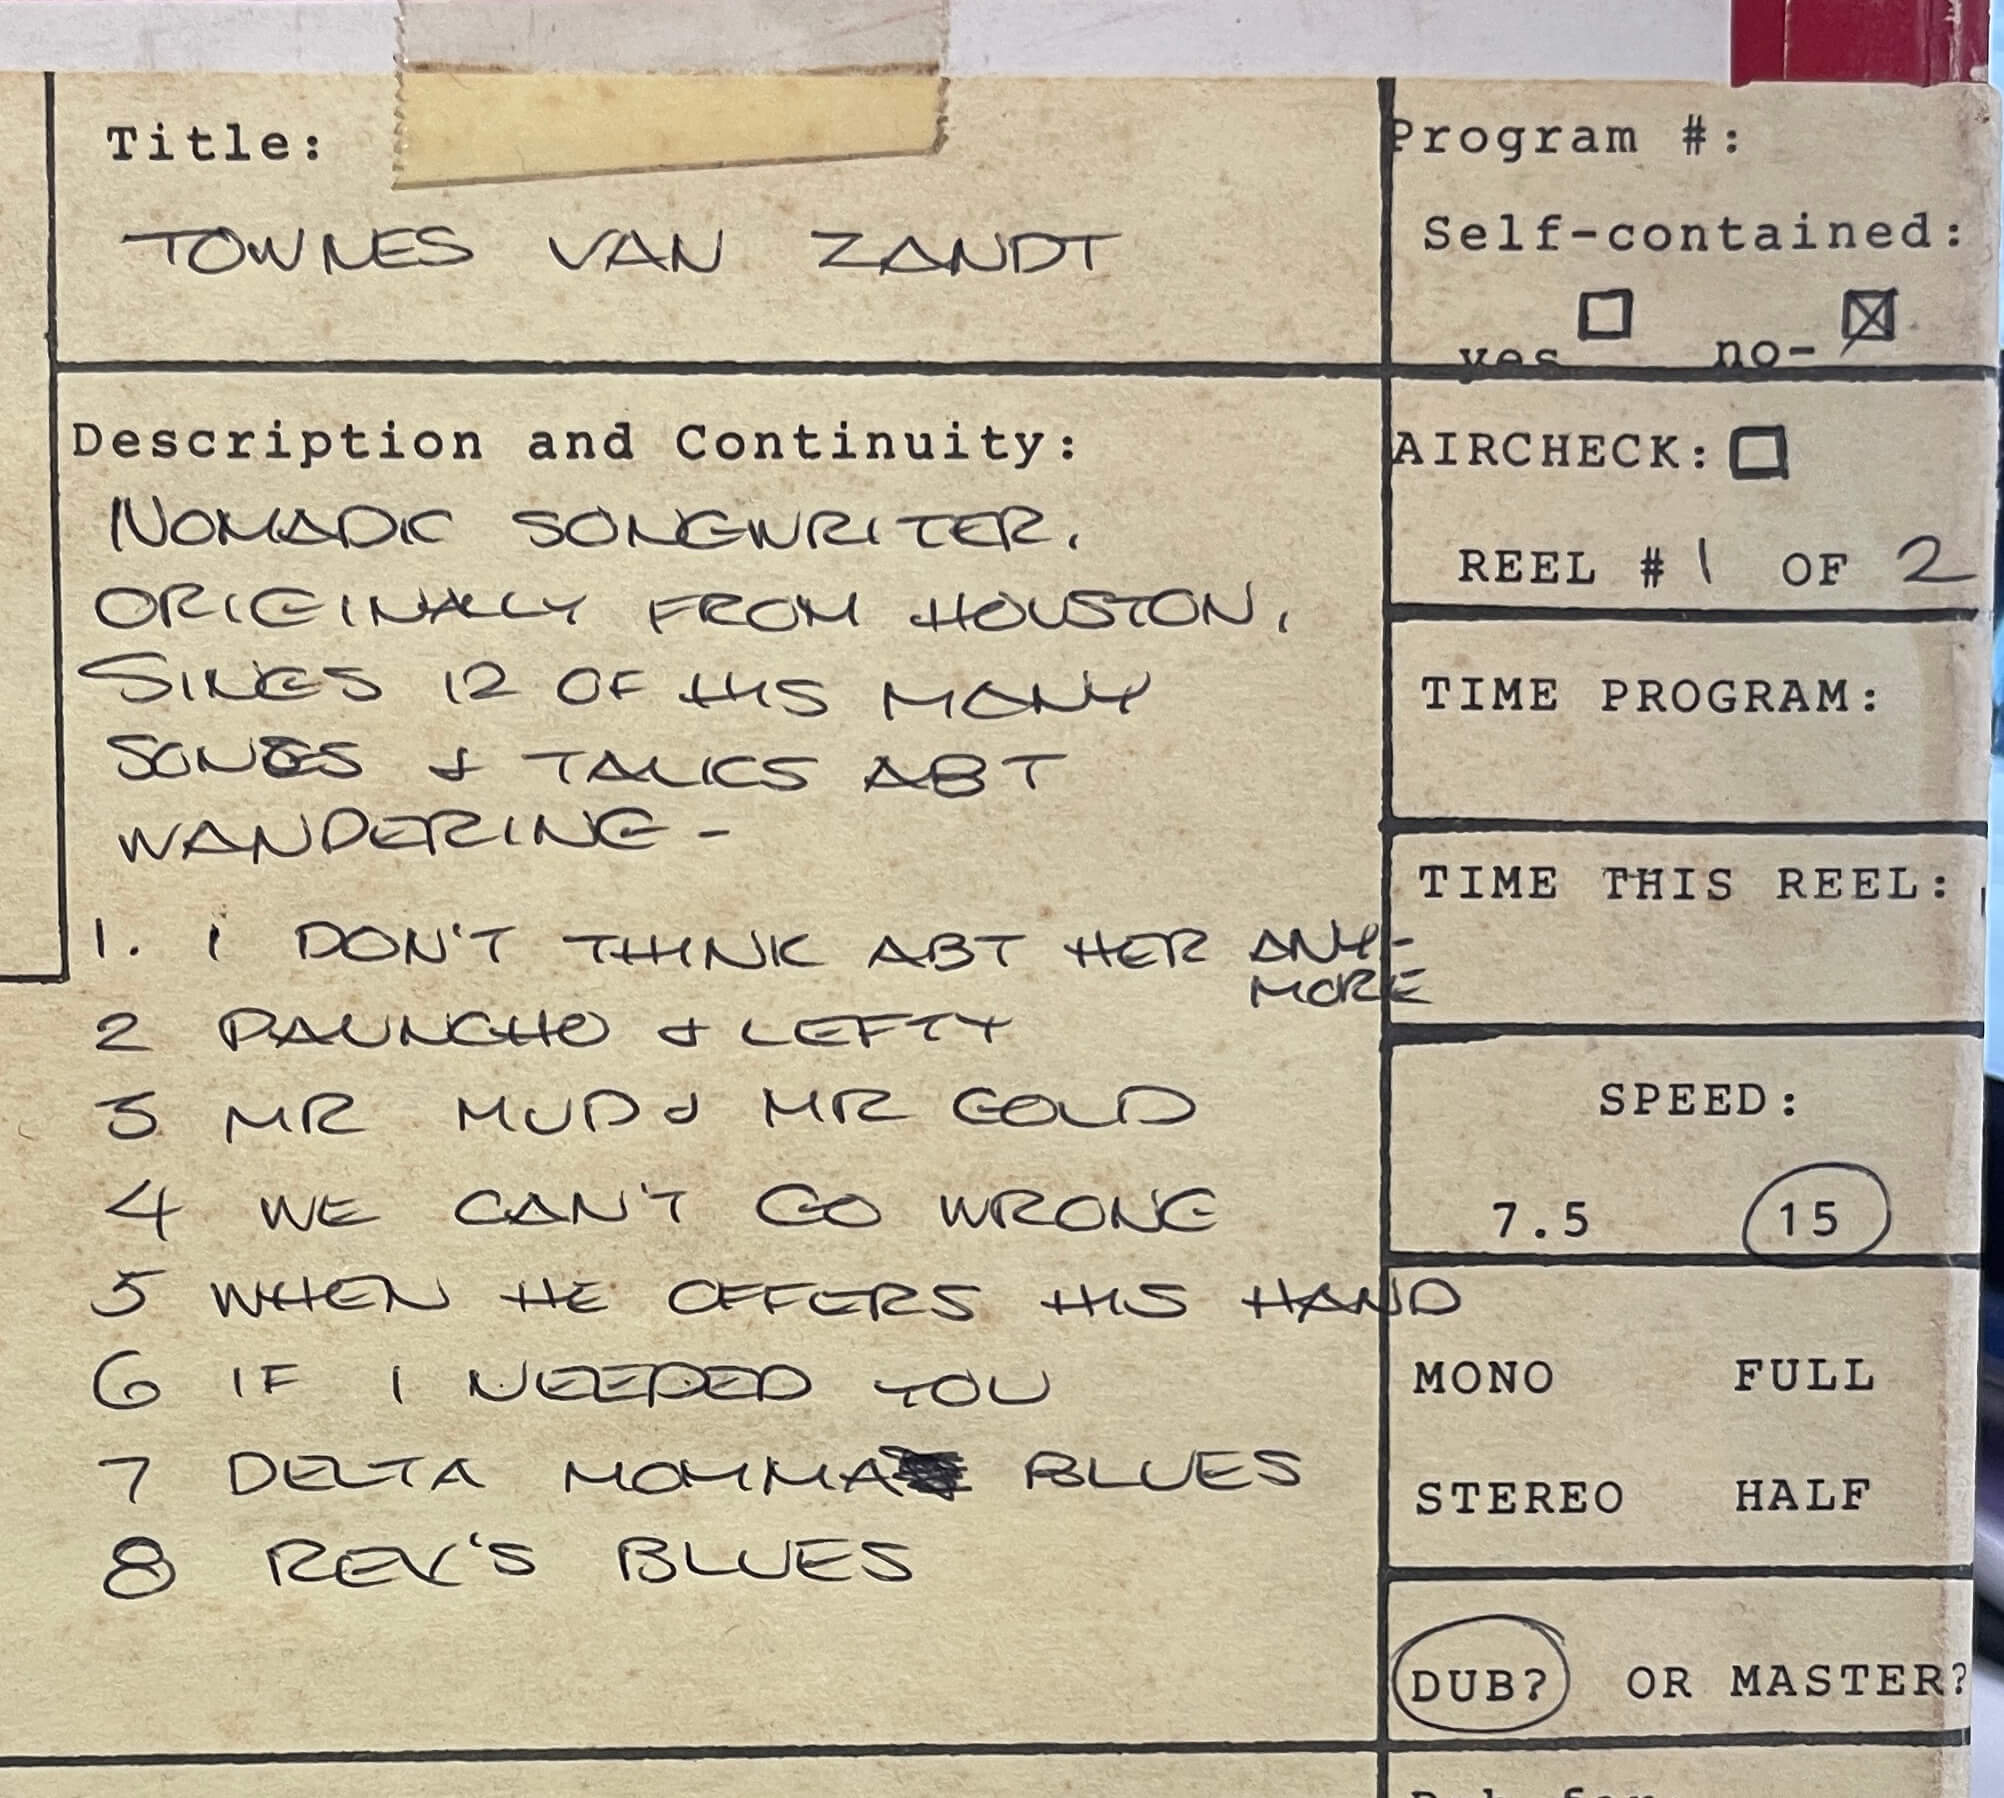 Title:
TOWNES VAN ZANDT
Description and Continuity:
NOMADIC SONGWRITER,
ORIGINALLY FROM HOUSTON,
SINGS 12 OF HIS MANY
SONGS & TALKS ABT
WANDERING -
1. I DON'T THINK ABT HER ANY-
MORE
2 PAUNCHO & LEFTY
3 MR MUD & MR GOLD
4 WE CAN'T GO WRONG
5 WHEN HE OFFERS HIS HAND
6 IF I NEEDED YOU
7 DELTA MOMMA BLUES
8 REV'S BLUES
Program #:
Self-contained:
yes no-
AIRCHECK:
REEL # 1 OF 2
TIME PROGRAM:
TIME THIS REEL:
SPEED:
7.5 15
MONO FULL
STEREO HALF
DUB? OR MASTER?